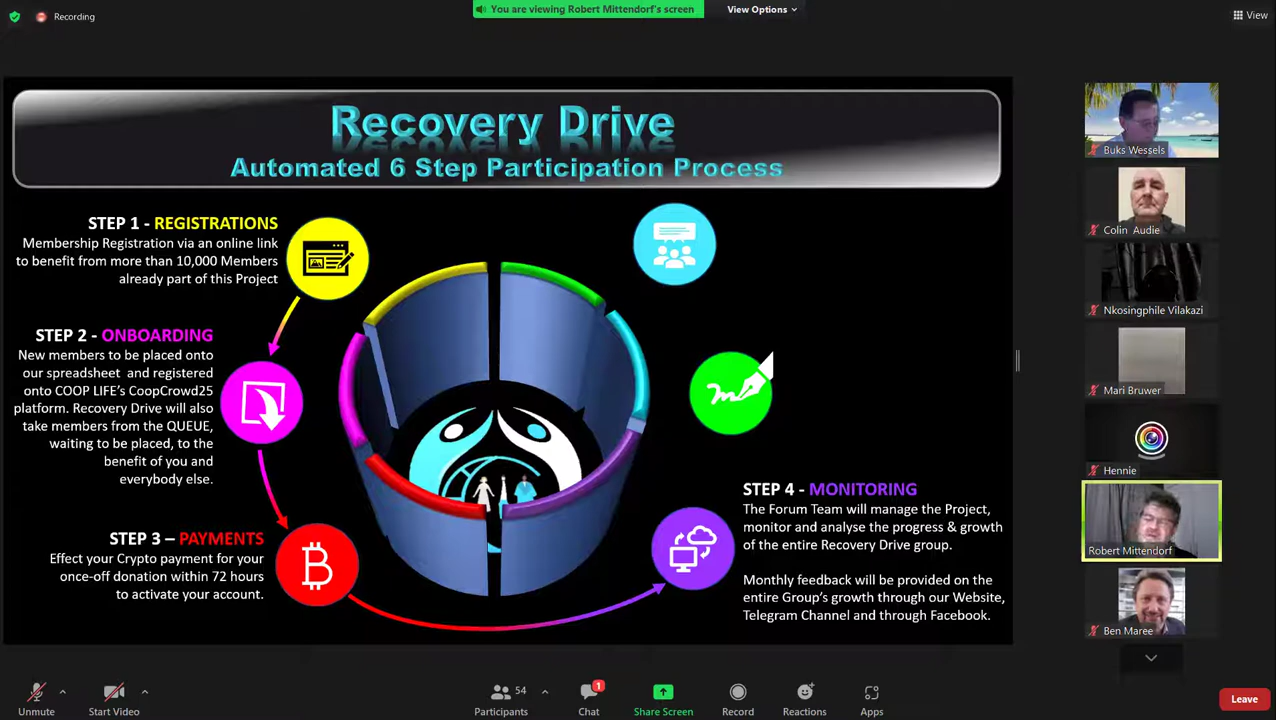 Recording
You are viewing Robert Mittendorf's screen
View Options
View
Recovery Drive
Automated 6 Step Participation Process
STEP 1 - REGISTRATIONS
Membership Registration via an online link
to benefit from more than 10,000 Members
already part of this Project
STEP 2 - ONBOARDING
New members to be placed onto
our spreadsheet and registered
onto COOP LIFE's CoopCrowd25
platform. Recovery Drive will also
take members from the QUEUE,
waiting to be placed, to the
benefit of you and
everybody else.
STEP 3 – PAYMENTS
Effect your Crypto payment for your
once-off donation within 72 hours
to activate your account.
STEP 4 - MONITORING
The Forum Team will manage the Project,
monitor and analyse the progress & growth
of the entire Recovery Drive group.
Monthly feedback will be provided on the
entire Group's growth through our Website,
Telegram Channel and through Facebook.
Buks Wessels
Colin Audie
Nkosingphile Vilakazi
Mari Bruwer
Hennie
Robert Mittendorf
Ben Maree
Unmute
Start Video
54
Participants
1
Chat
Share Screen
Record
Reactions
Apps
Leave